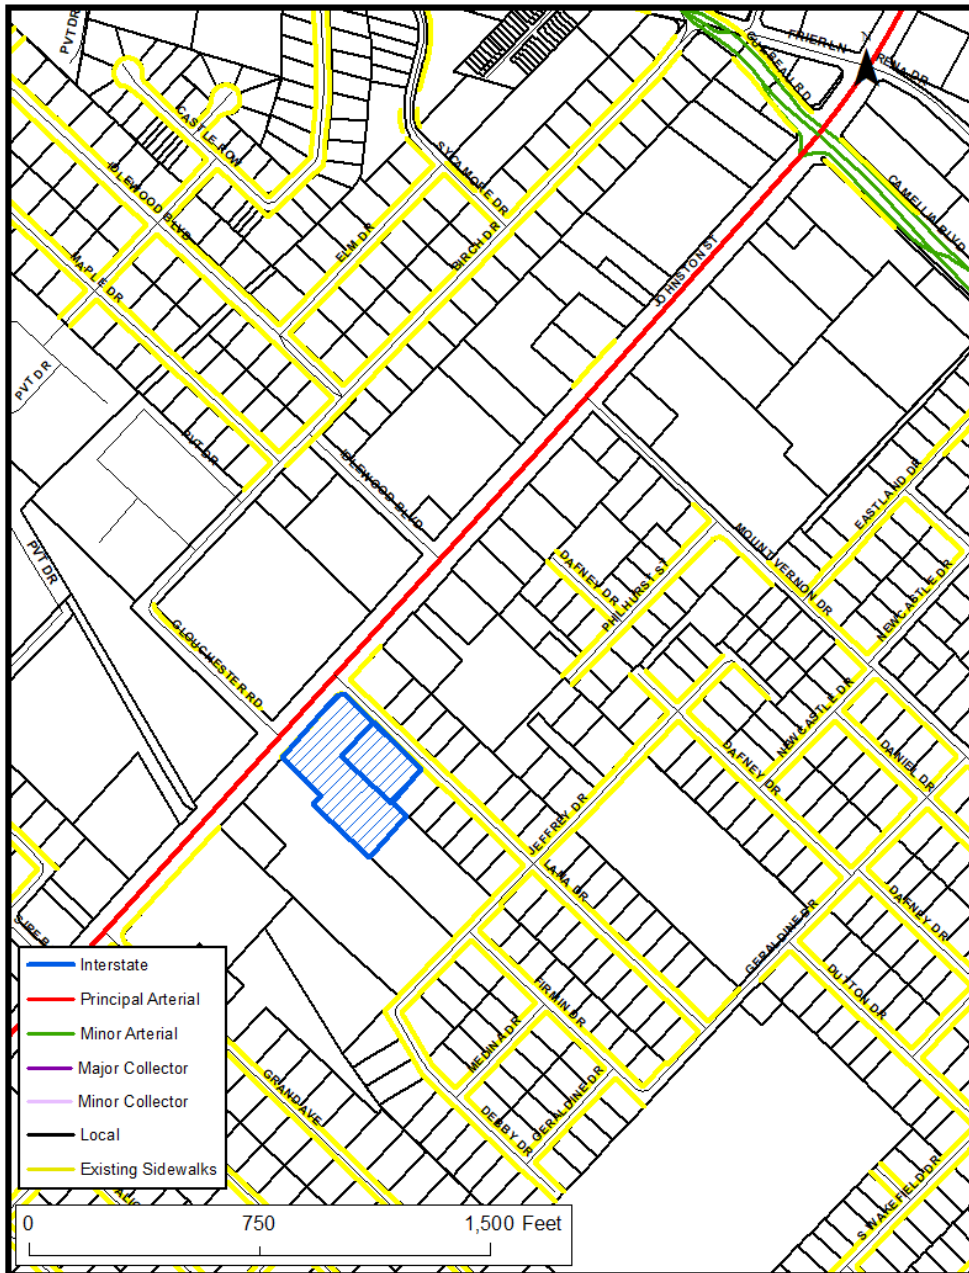 PVT DR
FRIER LN
N
GUILBEAU RD
RENA DR
CASTLE ROW
SYCAMORE DR
IDLEWOOD BLVD
CAMELLIA BLVD
ELM DR
BIRCH DR
MAPLE DR
JOHNSTON ST
PVT DR
PVT DR
IDLEWOOD BLVD
EASTLAND DR
PVT DR
MOUNT VERNON DR
DAFNEY DR
PHILHURST ST
NEWCASTLE DR
GLOUCHESTER RD
NEWCASTLE DR
DAFNEY DR
DANIEL DR
JEFFREY DR
LANA DR
DAFNEY DR
GERALDINE DR
DUTTON DR
FIRMIN DR
MEDINA DR
GRAND AVE
GERALDINE DR
DEBBY DR
S WAKEFIELD DR
Interstate
Principal Arterial
Minor Arterial
Major Collector
Minor Collector
Local
Existing Sidewalks
0 750 1,500 Feet